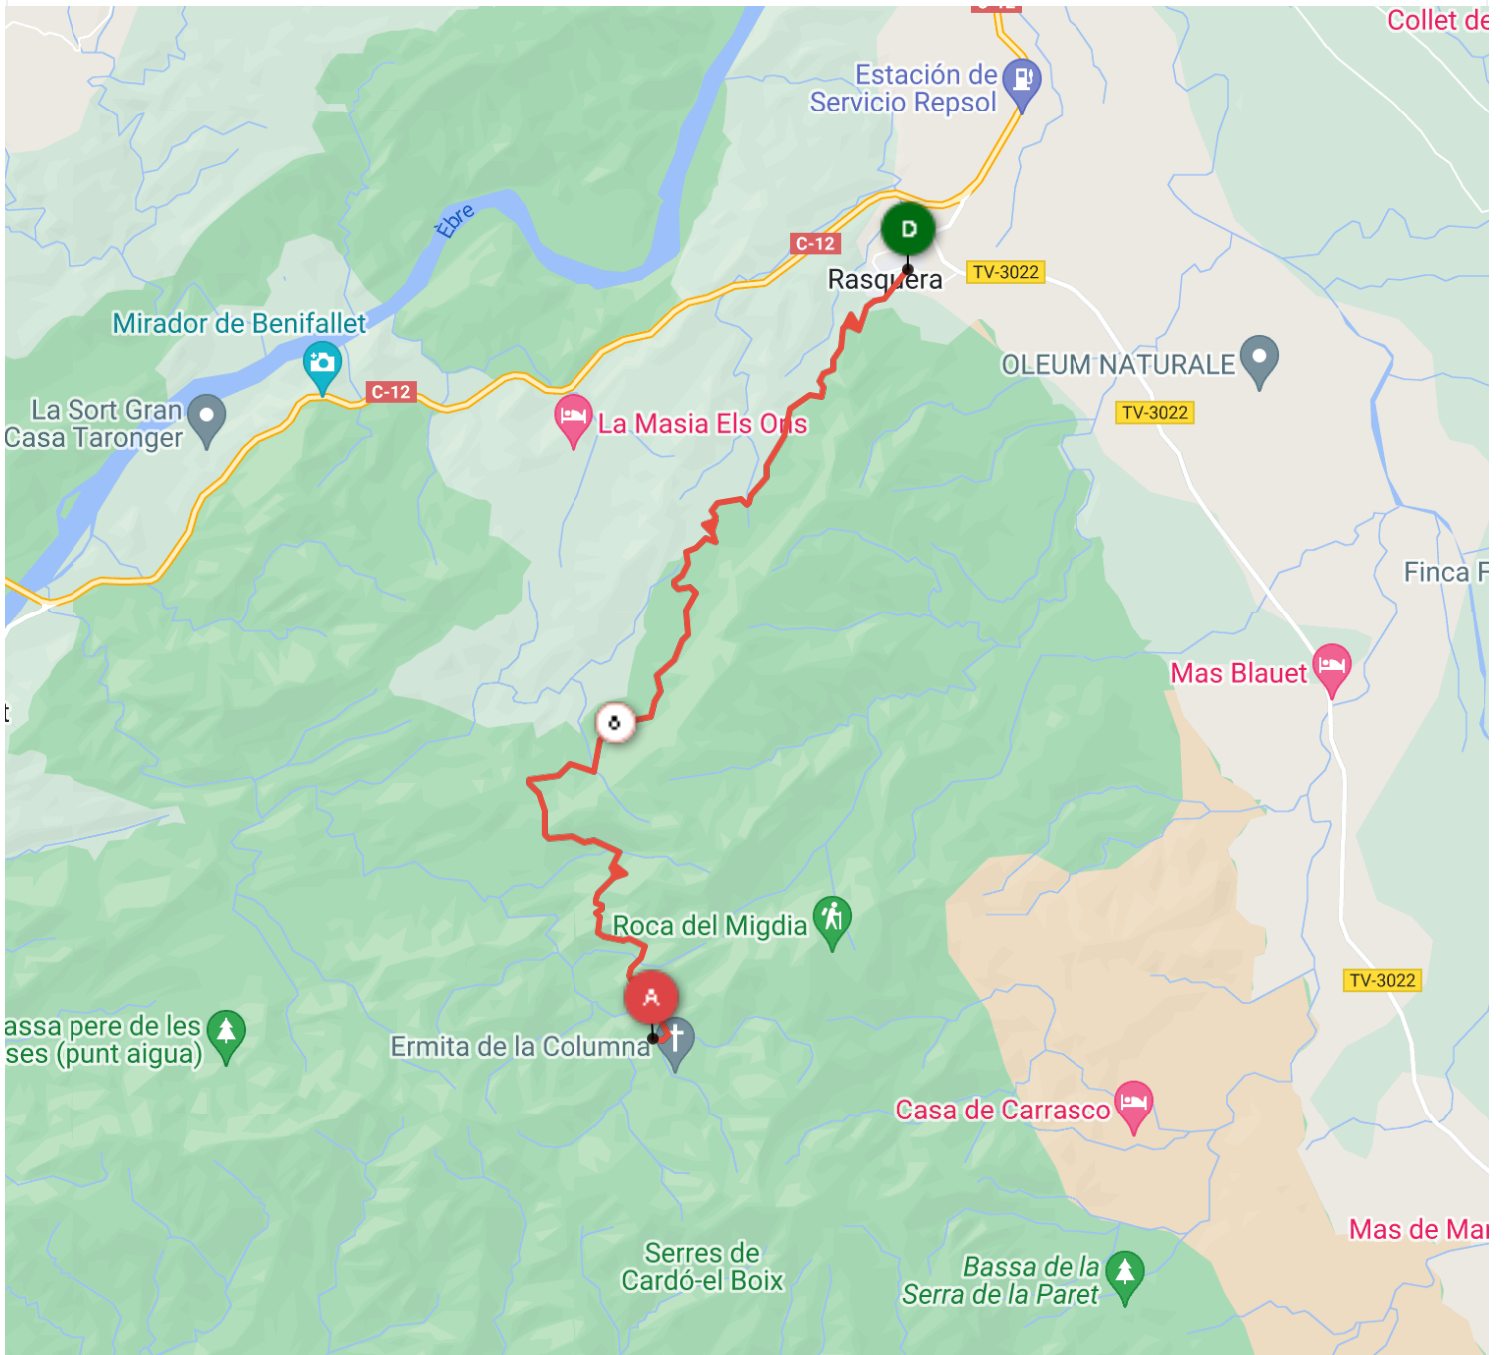 Collet de
Estación de
Servicio Repsol
Èbre
D
C-12
Rasquera
TV-3022
Mirador de Benifallet
OLEUM NATURALE
C-12
TV-3022
La Sort Gran
Casa Taronger
La Masia Els Ons
Finca F
Mas Blauet
t
Roca del Migdia
TV-3022
A
assa pere de les
ses (punt aigua)
Ermita de la Columna
Casa de Carrasco
Mas de Mar
Serres de
Cardó-el Boix
Bassa de la
Serra de la Paret